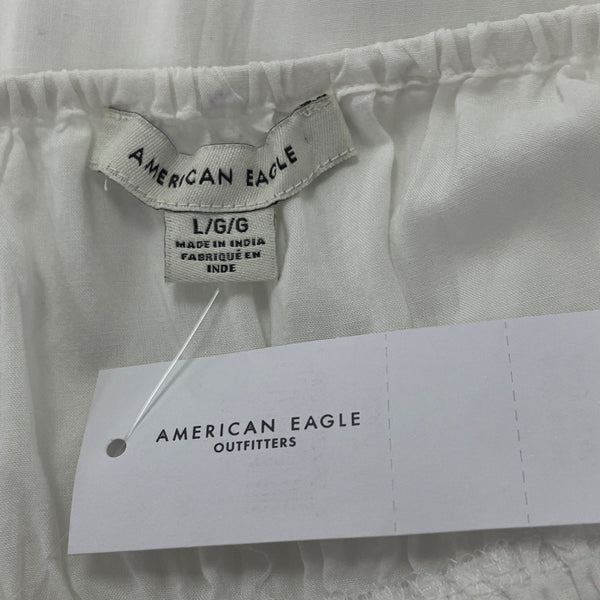 AMERICAN EAGLE
L/G/G
MADE IN INDIA
FABRIQUÉ EN
INDE
AMERICAN EAGLE
OUTFITTERS